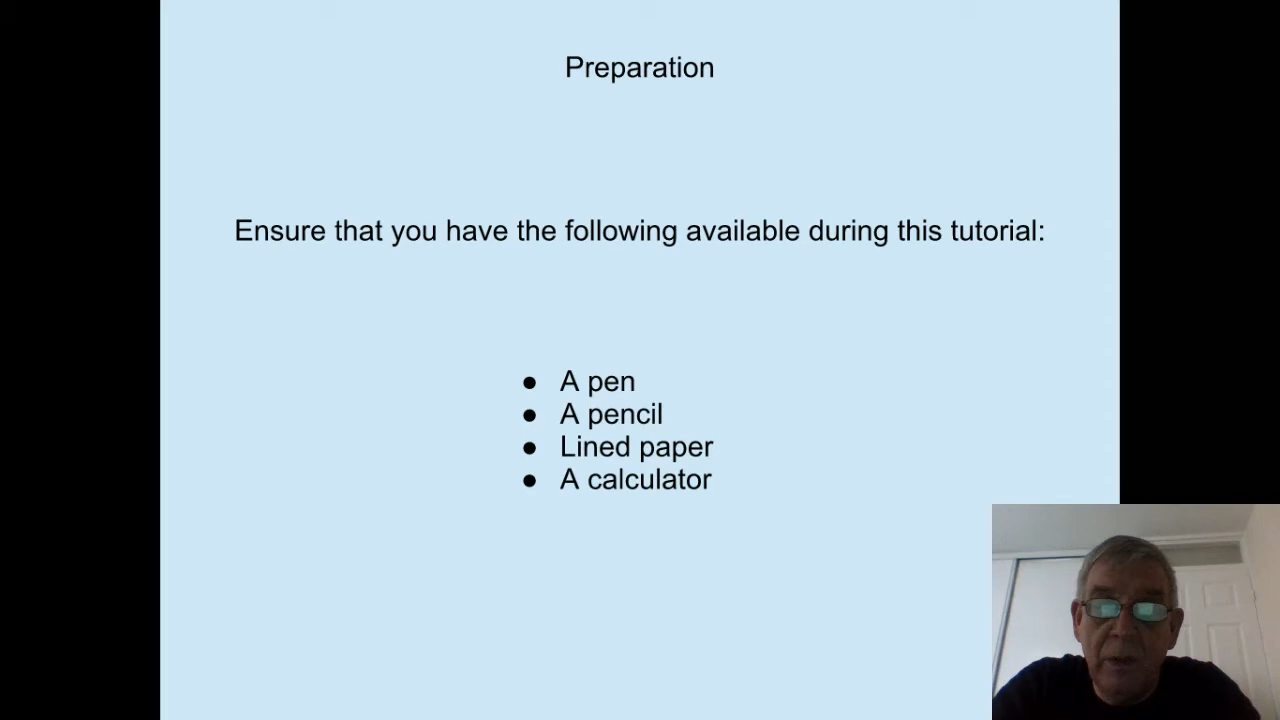 Preparation
Ensure that you have the following available during this tutorial:
● A pen
● A pencil
● Lined paper
● A calculator